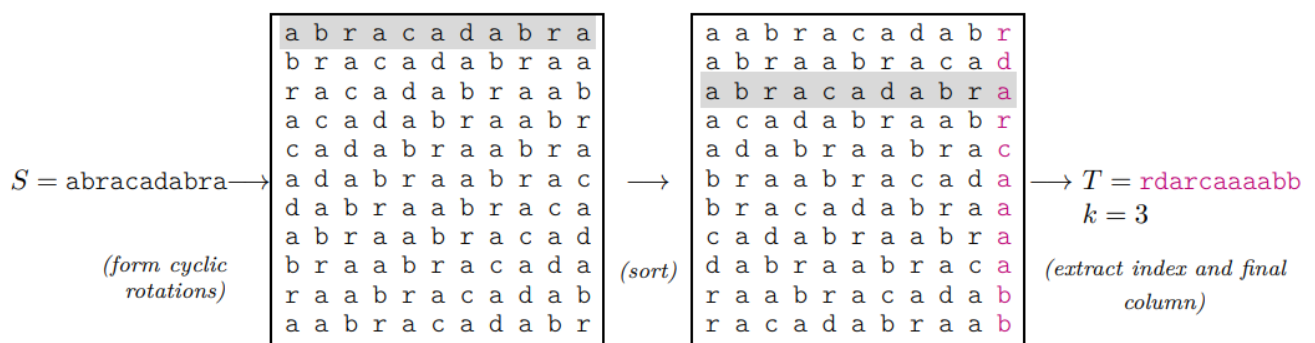 S = abracadabra
(form cyclic
rotations)
a b r a c a d a b r a
b r a c a d a b r a a
r a c a d a b r a a b
a c a d a b r a a b r
c a d a b r a a b r a
a d a b r a a b r a c
d a b r a a b r a c a
a b r a a b r a c a d
b r a a b r a c a d a
r a a b r a c a d a b
a a b r a c a d a b r
(sort)
a a b r a c a d a b r
a b r a a b r a c a d
a b r a c a d a b r a
a c a d a b r a a b r
a d a b r a a b r a c
b r a a b r a c a d a
b r a c a d a b r a a
c a d a b r a a b r a
d a b r a a b r a c a
r a a b r a c a d a b
r a c a d a b r a a b
T = rdarcaaaabb
k = 3
(extract index and final
column)